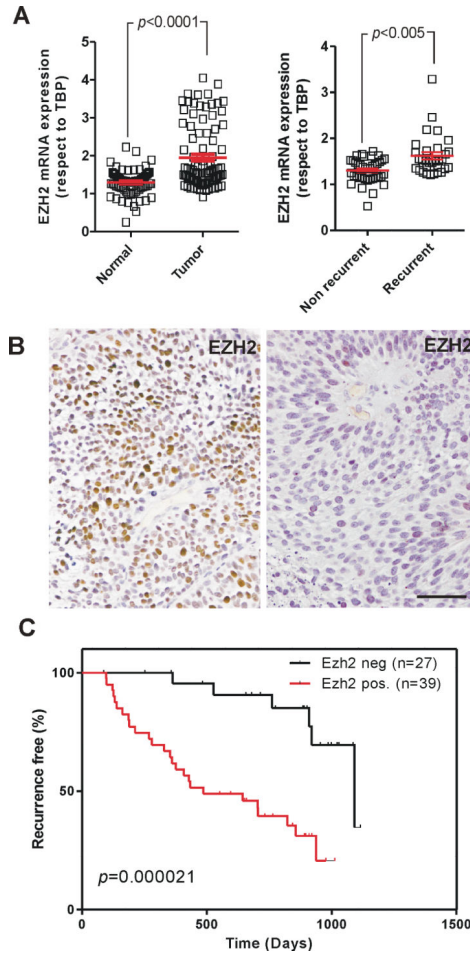 A
p<0.0001
EZH2 mRNA expression
(respect to TBP)
5
4
3
2
1
0
Normal
Tumor
p<0.005
EZH2 mRNA expression
(respect to TBP)
4
3
2
1
0
Non recurrent
Recurrent
B
EZH2
EZH2
C
Recurrence free (%)
100
50
0
Ezh2 neg (n=27)
Ezh2 pos. (n=39)
p=0.000021
0
500
1000
1500
Time (Days)